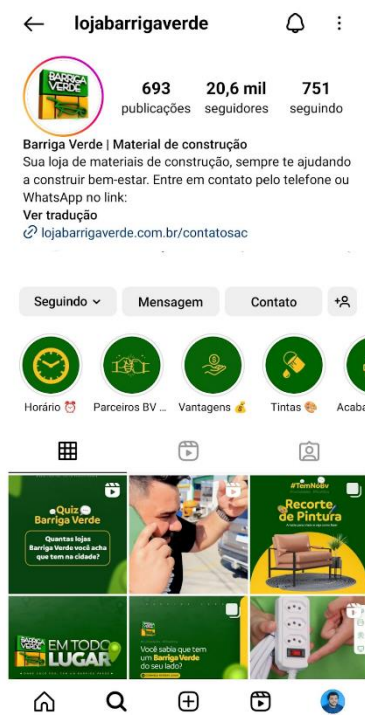 lojabarrigaverde
BARRIGA
VERDE
693 20,6 mil 751
publicações seguidores seguindo
Barriga Verde | Material de construção
Sua loja de materiais de construção, sempre te ajudando
a construir bem-estar. Entre em contato pelo telefone ou
WhatsApp no link:
Ver tradução
lojabarrigaverde.com.br/contatosac
Seguindo Mensagem Contato
Horário ⏰ Parceiros BV ... Vantagens 💰 Tintas 🎨 Acaba
Quiz
Barriga Verde
Quantas lojas
Barriga Verde você acha
que tem na cidade?
#TemNoBV
Recorte
de Pintura
BARRIGA
VERDE
EM TODO
LUGAR
Você sabia que tem
um Barriga Verde
do seu lado?